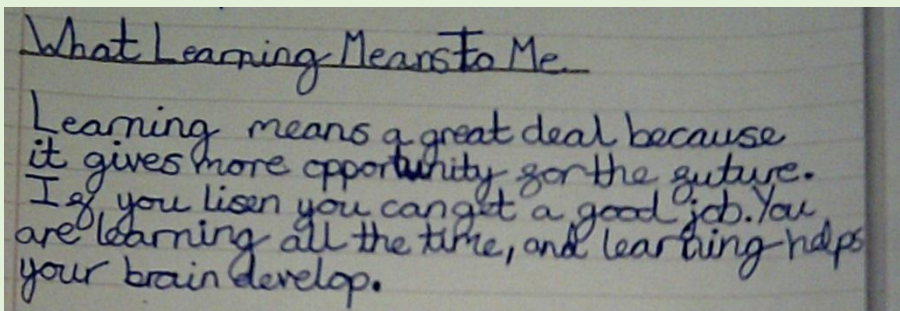 What Learning Means To Me
Learning means a great deal because
it gives more opportunity for the future.
If you lisen you can get a good job. You
are learning all the time, and learning helps
your brain develop.